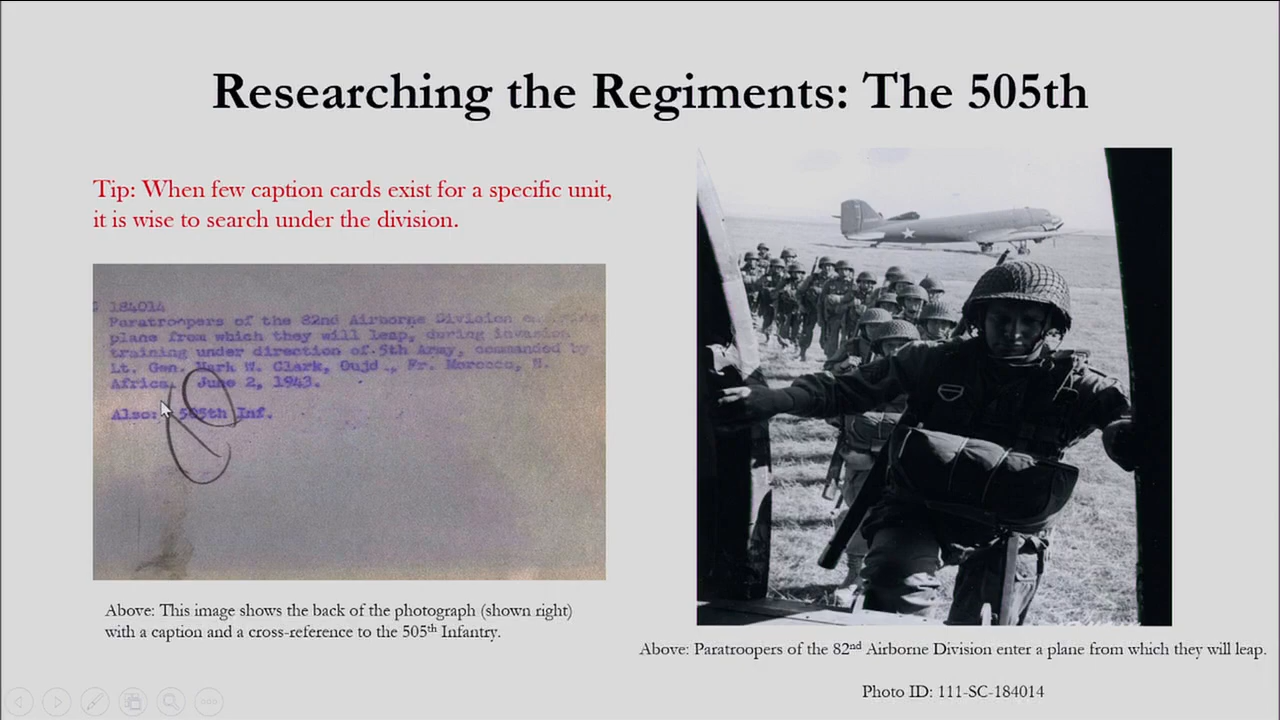 Researching the Regiments: The 505th
Tip: When few caption cards exist for a specific unit,
it is wise to search under the division.
184014
Paratroopers of the 82nd Airborne Division
plane from which they will leap, during invasion
training under direction of 5th Army, commanded by
Lt. Gen. Mark W. Clark, Oujd ., Fr. Morocco, N.
Africa. June 2, 1943.
Also: 505th Inf.
Above: This image shows the back of the photograph (shown right)
with a caption and a cross-reference to the 505th Infantry.
Above: Paratroopers of the 82nd Airborne Division enter a plane from which they will leap.
Photo ID: 111-SC-184014